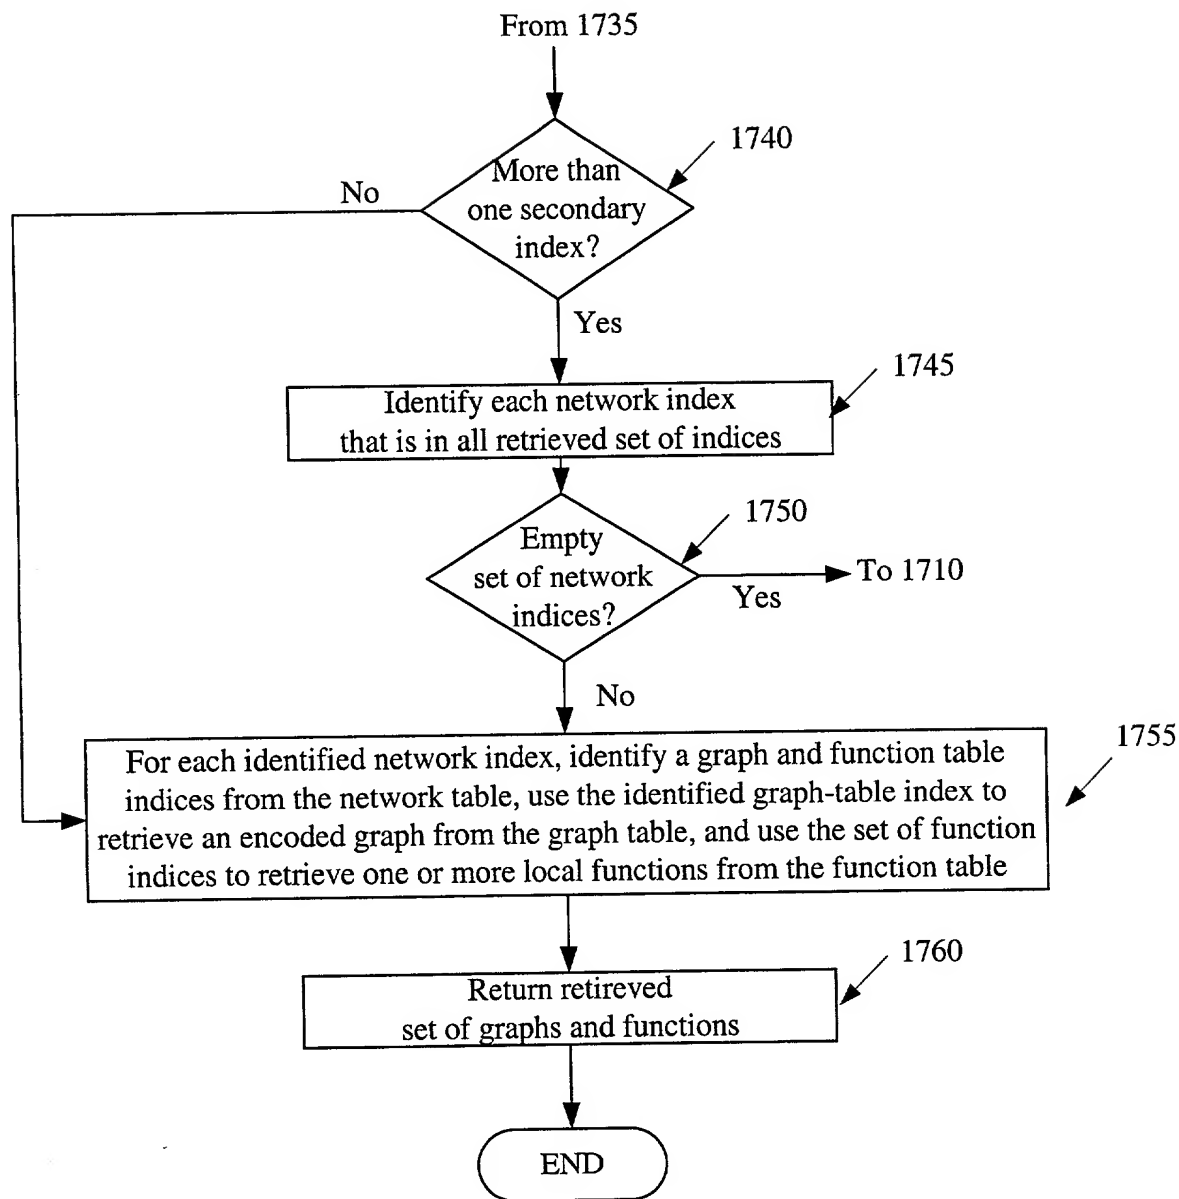 From 1735
1740
More than
one secondary
index?
No
Yes
1745
Identify each network index
that is in all retrieved set of indices
1750
Empty
set of network
indices?
To 1710
Yes
No
1755
For each identified network index, identify a graph and function table
indices from the network table, use the identified graph-table index to
retrieve an encoded graph from the graph table, and use the set of function
indices to retrieve one or more local functions from the function table
1760
Return retireved
set of graphs and functions
END